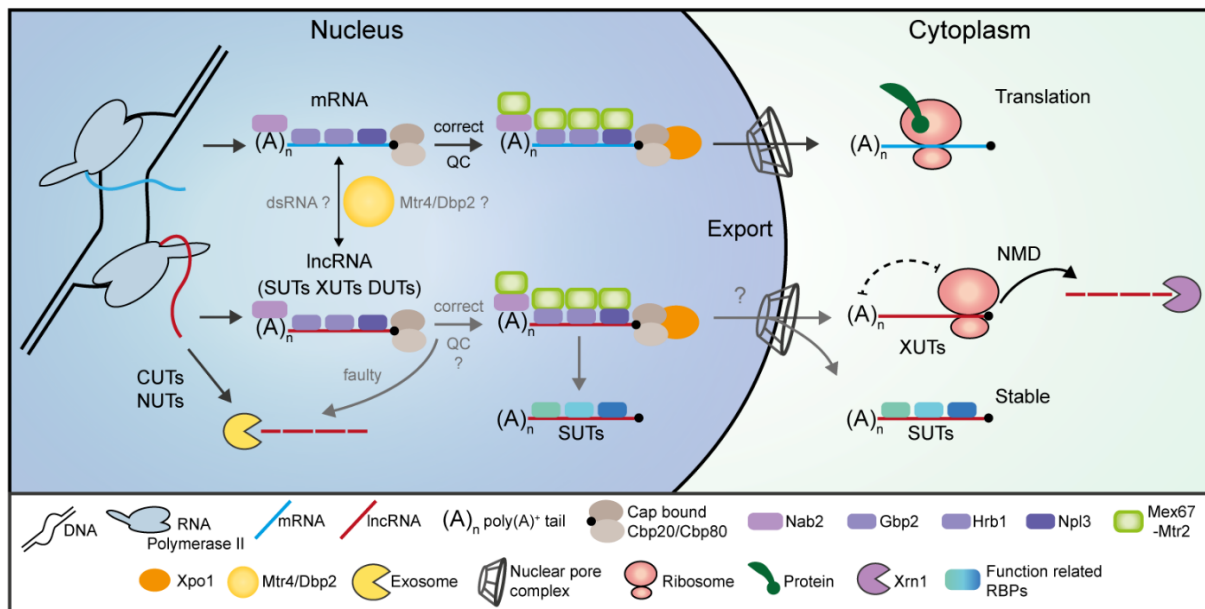 Nucleus
Cytoplasm
mRNA
(A)n
correct
QC
(A)n
Translation
(A)n
dsRNA ?
Mtr4/Dbp2 ?
Export
lncRNA
(SUTs XUTs DUTs)
(A)n
correct
QC
?
(A)n
?
NMD
(A)n
XUTs
faulty
CUTs
NUTs
(A)n
SUTs
Stable
(A)n
SUTs
DNA
RNA
Polymerase II
mRNA
lncRNA
(A)n poly(A)+ tail
Cap bound
Cbp20/Cbp80
Nab2
Gbp2
Hrb1
Npl3
Mex67
-Mtr2
Xpo1
Mtr4/Dbp2
Exosome
Nuclear pore
complex
Ribosome
Protein
Xrn1
Function related
RBPs